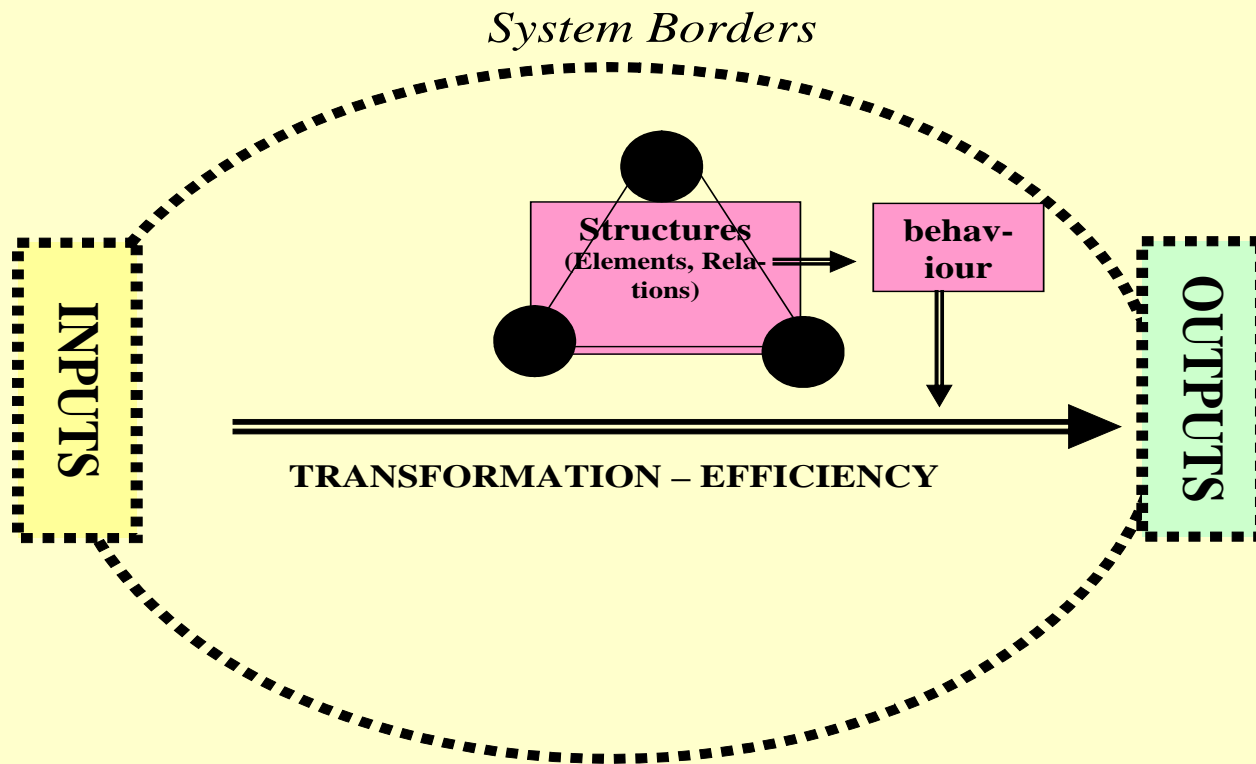 System Borders
INPUTS
Structures
(Elements, Rela-
tions)
behav-
iour
OUTPUTS
TRANSFORMATION – EFFICIENCY